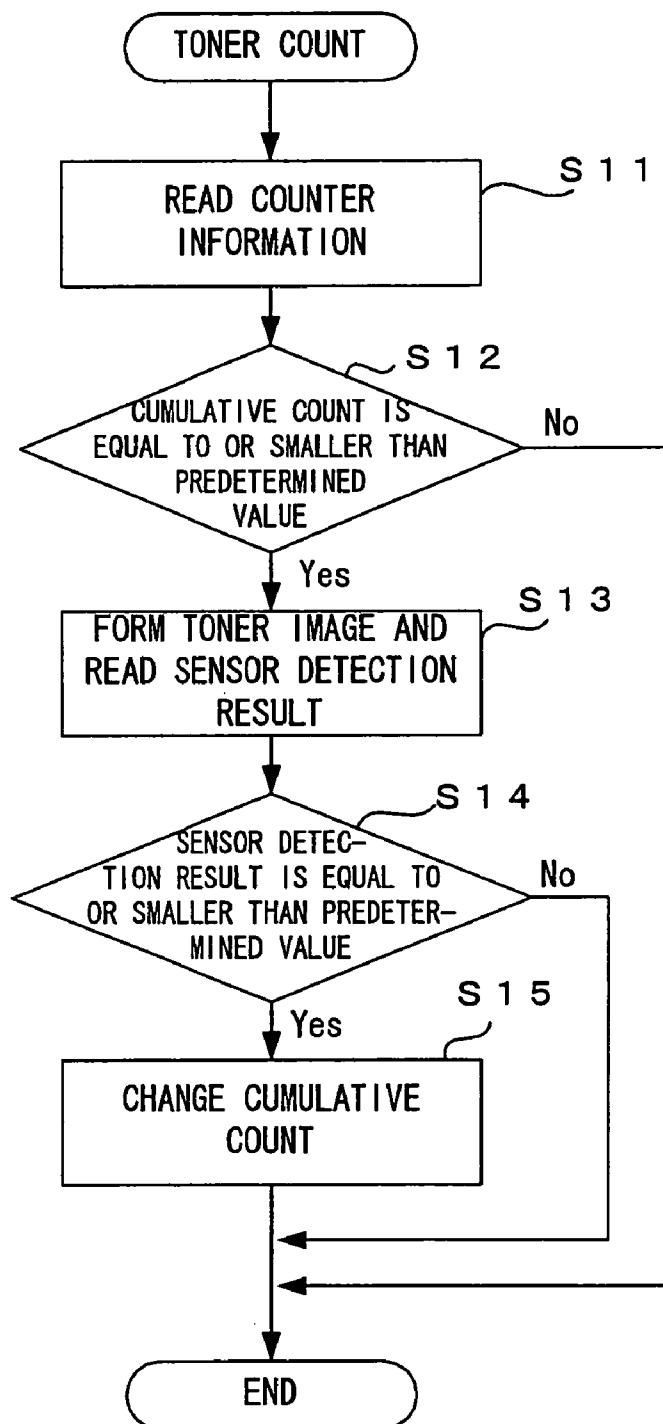 TONER COUNT
S11
READ COUNTER
INFORMATION
S12
CUMULATIVE COUNT IS
EQUAL TO OR SMALLER THAN
PREDETERMINED
VALUE
No
Yes
S13
FORM TONER IMAGE AND
READ SENSOR DETECTION
RESULT
S14
SENSOR DETEC-
TION RESULT IS EQUAL TO
OR SMALLER THAN PREDETER-
MINED VALUE
No
Yes
S15
CHANGE CUMULATIVE
COUNT
END